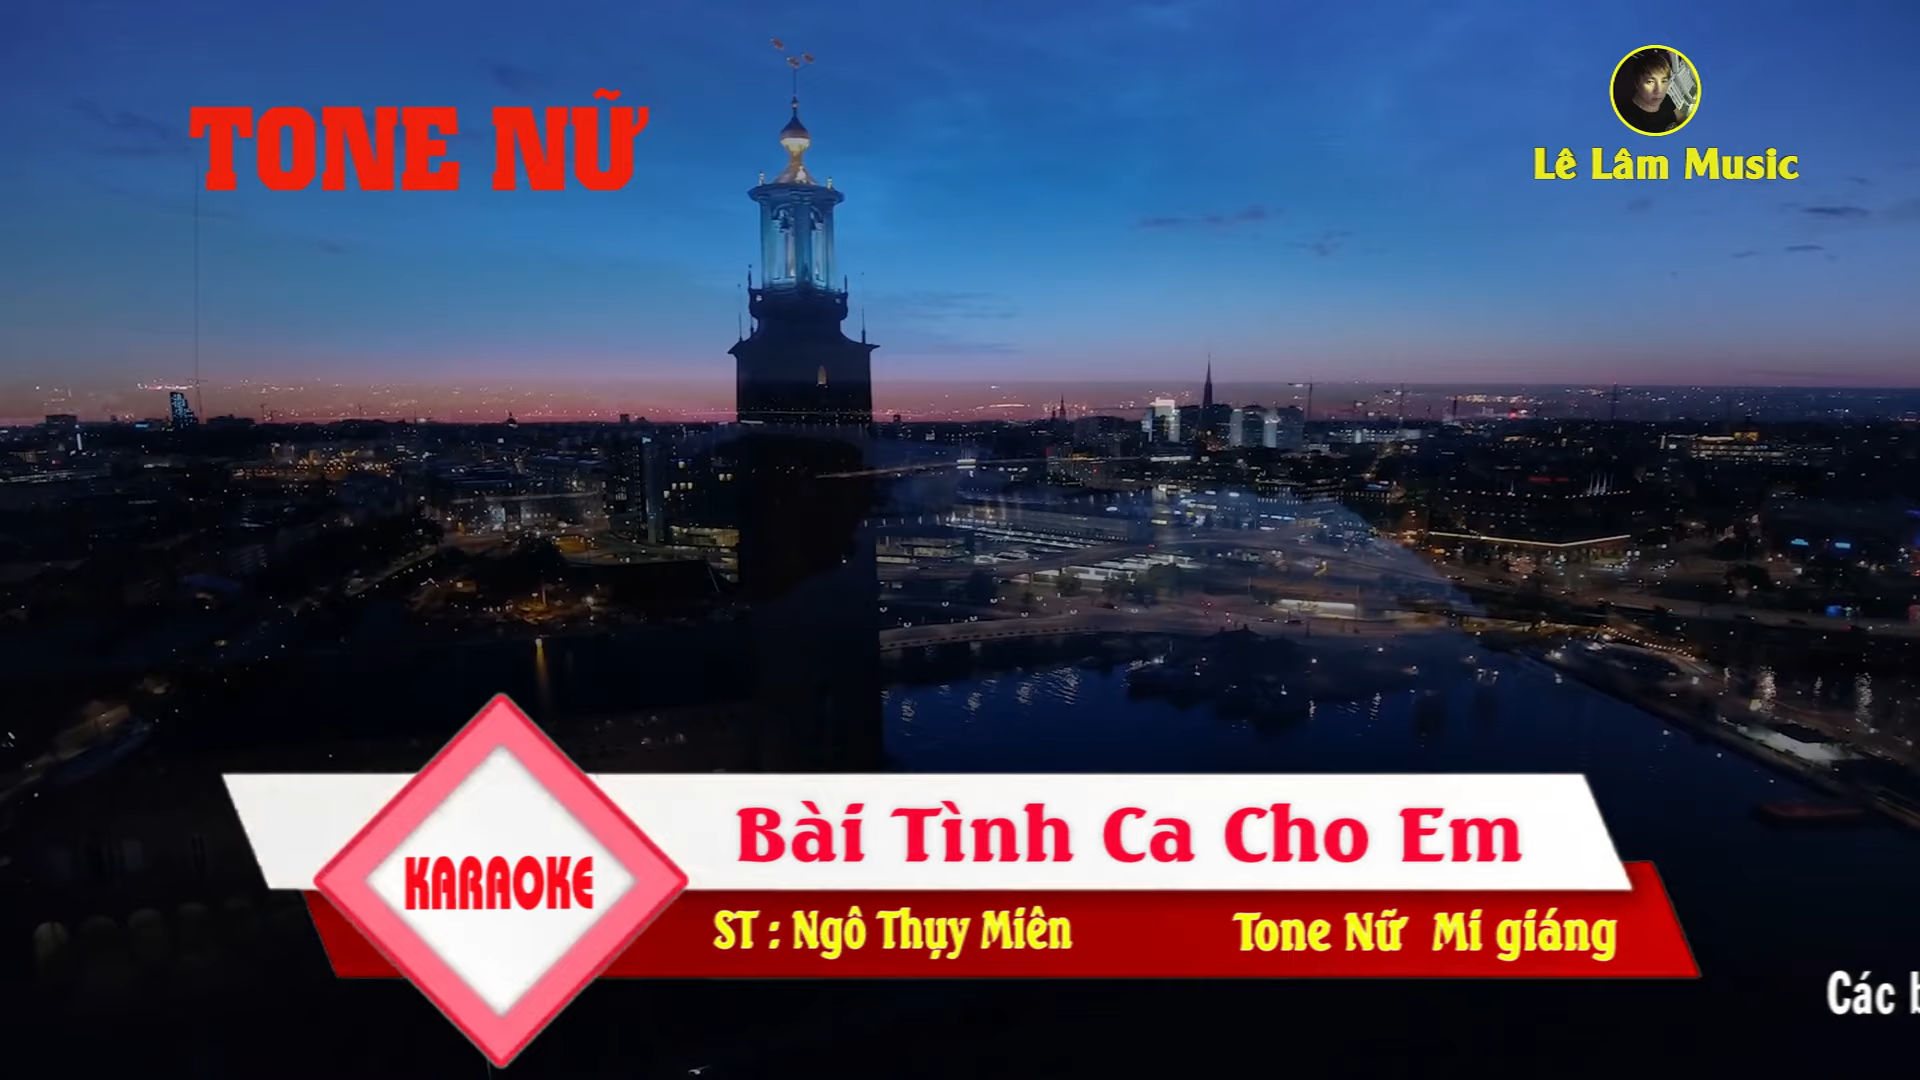 TONE NỮ
Lê Lâm Music
Bài Tình Ca Cho Em
KARAOKE
ST : Ngô Thụy Miên
Tone Nữ Mi giáng
Các